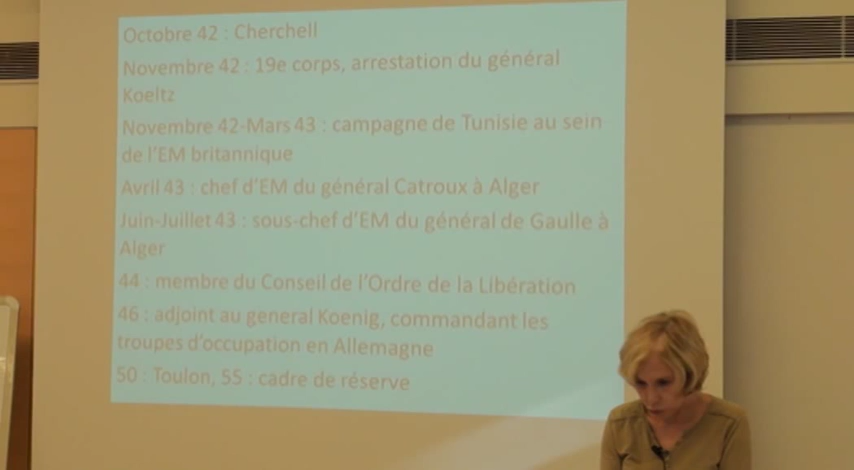 Octobre 42 : Cherchell
Novembre 42 : 19e corps, arrestation du général
Koeltz
Novembre 42-Mars 43 : campagne de Tunisie au sein
de l'EM britannique
Avril 43 : chef d'EM du général Catroux à Alger
Juin-Juillet 43 : sous-chef d'EM du général de Gaulle à
Alger
44 : membre du Conseil de l'Ordre de la Libération
46 : adjoint au general Koenig, commandant les
troupes d'occupation en Allemagne
50 : Toulon, 55 : cadre de réserve